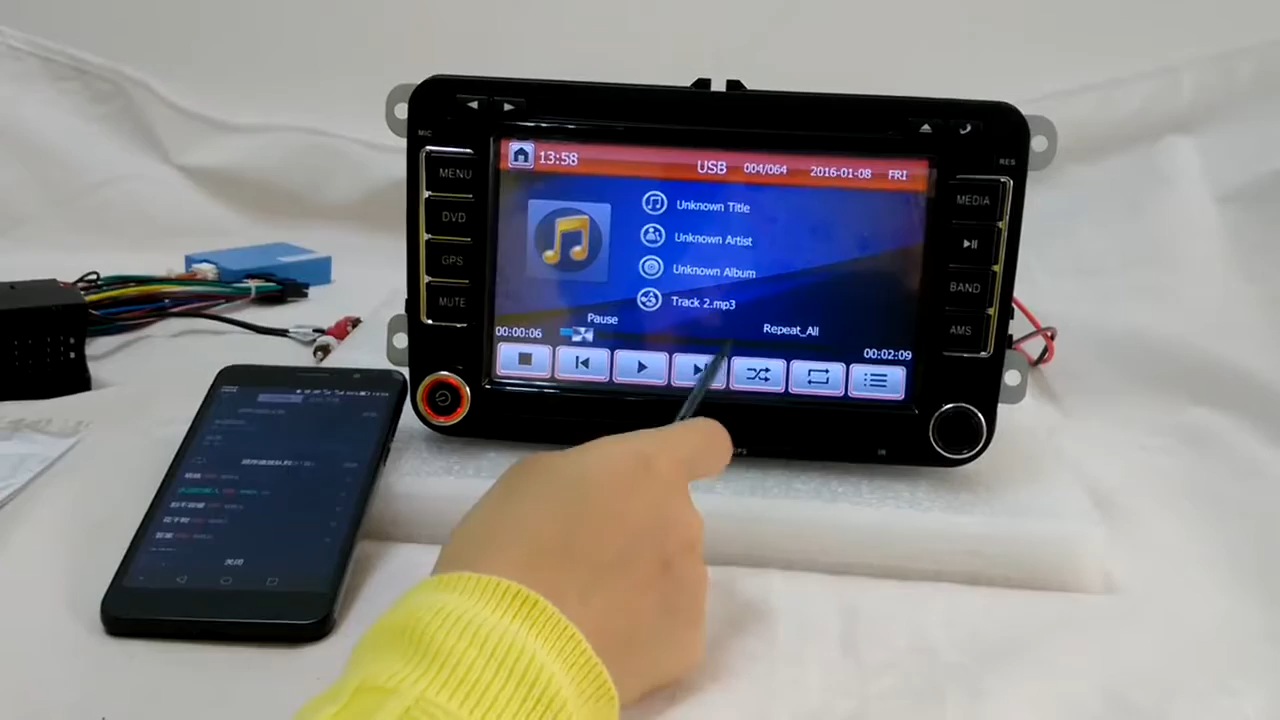 MIC
RES
MENU
DVD
GPS
MUTE
MEDIA
BAND
AMS
13:58
USB
004/064
2016-01-08
FRI
Unknown Title
Unknown Artist
Unknown Album
Track 2.mp3
Pause
Repeat_All
00:00:06
00:02:09
IR
关闭